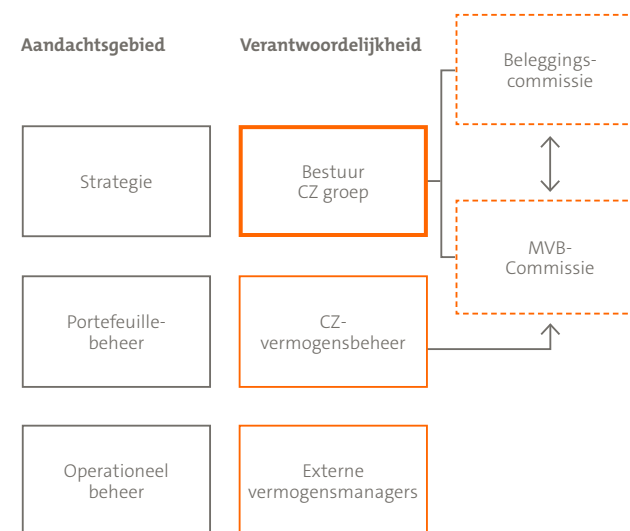 Aandachtsgebied
Verantwoordelijkheid
Beleggings-
commissie
Strategie
Bestuur
CZ groep
MVB-
Commissie
Portefeuille-
beheer
CZ-
vermogensbeheer
Operationeel
beheer
Externe
vermogensmanagers